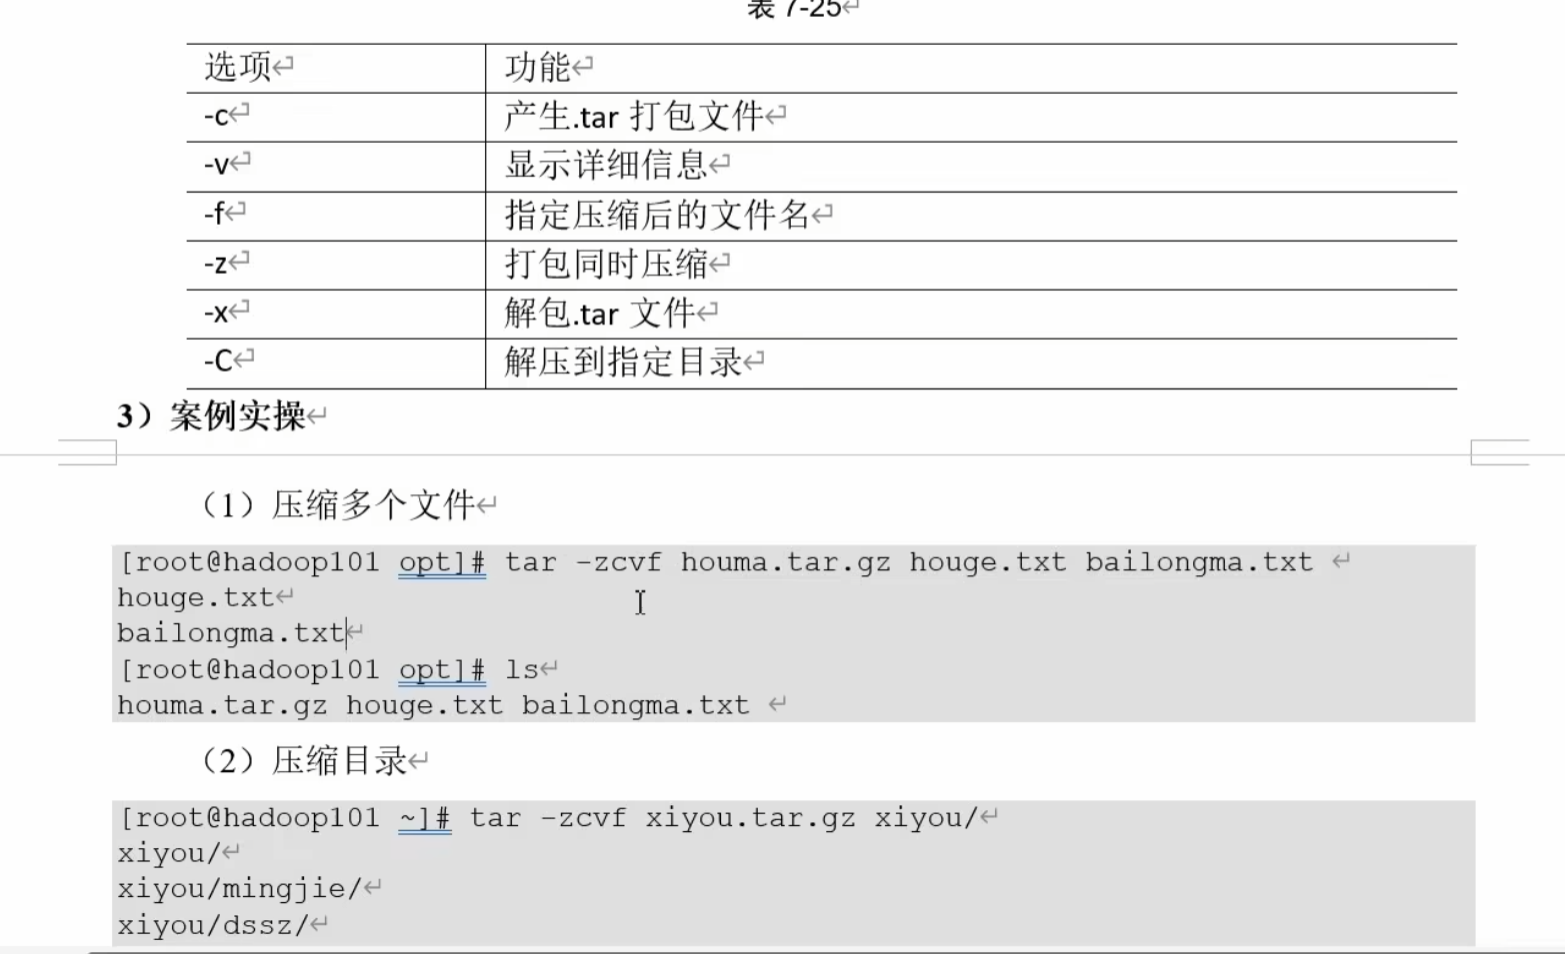 表 7-25
选项 功能
-c 产生.tar 打包文件
-v 显示详细信息
-f 指定压缩后的文件名
-z 打包同时压缩
-x 解包.tar 文件
-C 解压到指定目录
3）案例实操
（1）压缩多个文件
[root@hadoop101 opt]# tar -zcvf houma.tar.gz houge.txt bailongma.txt
houge.txt
bailongma.txt
[root@hadoop101 opt]# ls
houma.tar.gz houge.txt bailongma.txt
（2）压缩目录
[root@hadoop101 ~]# tar -zcvf xiyou.tar.gz xiyou/
xiyou/
xiyou/mingjie/
xiyou/dssz/